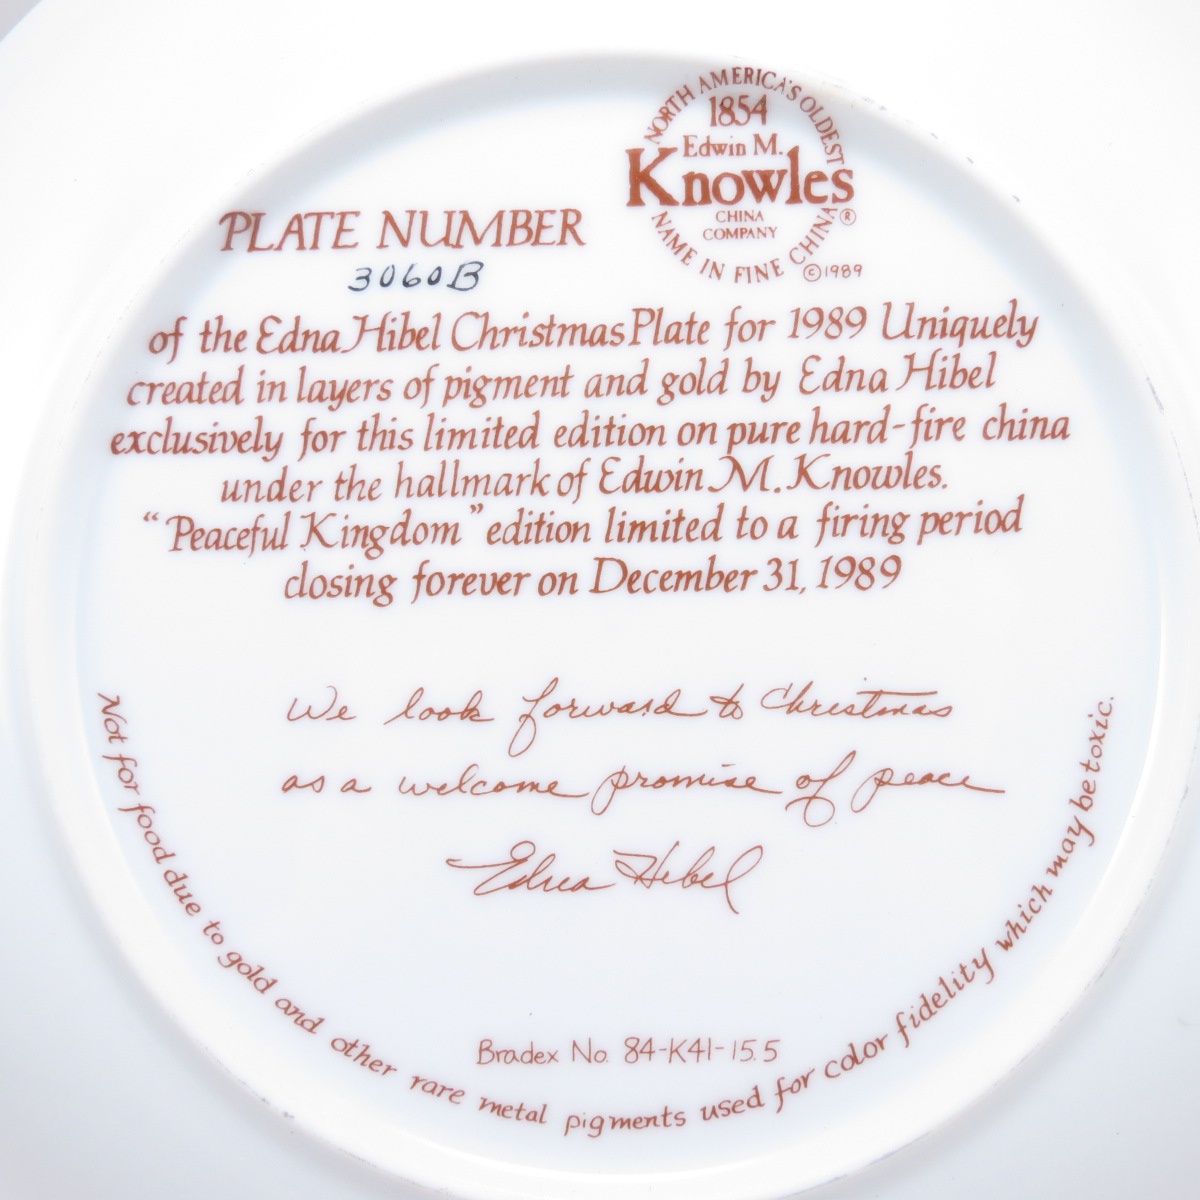 NORTH AMERICA'S OLDEST
1854
Edwin M.
Knowles
CHINA
COMPANY
NAME IN FINE CHINA ®
©1989
PLATE NUMBER
3060B
of the Edna Hibel Christmas Plate for 1989 Uniquely
created in layers of pigment and gold by Edna Hibel
exclusively for this limited edition on pure hard-fire china
under the hallmark of Edwin M. Knowles.
“Peaceful Kingdom” edition limited to a firing period
closing forever on December 31, 1989
We look forward to Christmas
as a welcome promise of peace
Edna Hibel
Bradex No. 84-K41-15.5
Not for food due to gold and other rare metal pigments used for color fidelity which may be toxic.